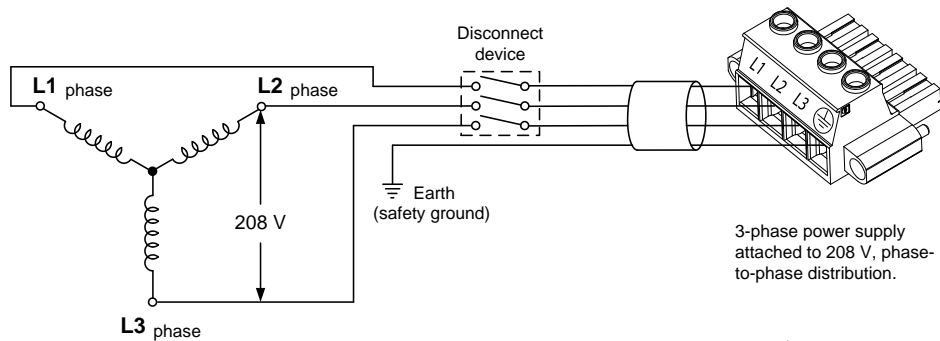 Disconnect
device
L1 phase
L2 phase
L1
L2
L3
208 V
Earth
(safety ground)
3-phase power supply
attached to 208 V, phase-
to-phase distribution.
L3 phase